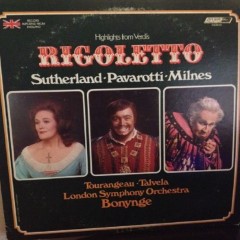 Highlights from Verdi's
RIGOLETTO
Sutherland·Pavarotti·Milnes
Tourangeau·Talvela
London Symphony Orchestra
Bonynge